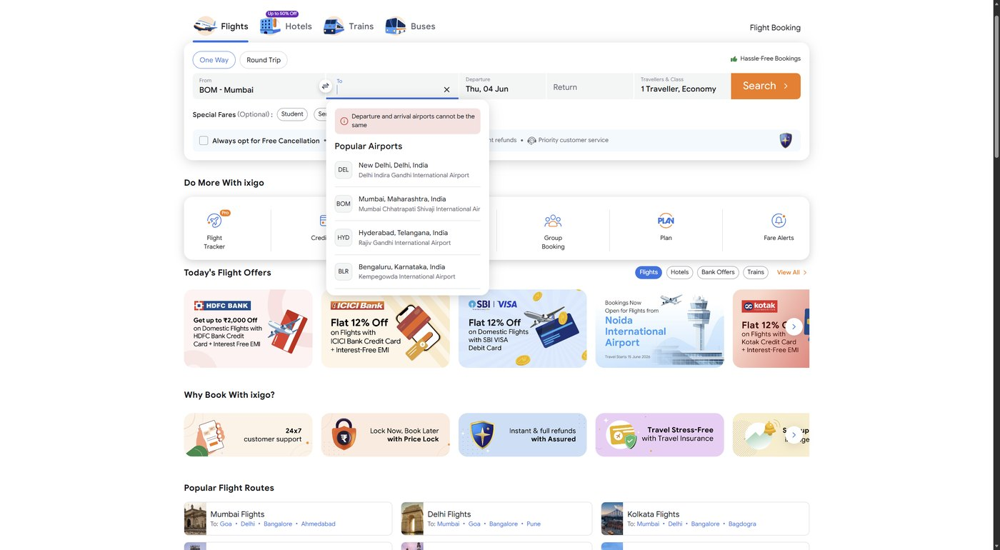 Up to 50% Off
Flights
Hotels
Trains
Buses
Flight Booking
One Way
Round Trip
Hassle-Free Bookings
From
BOM - Mumbai
To
Departure
Thu, 04 Jun
Return
Travellers & Class
1 Traveller, Economy
Search
Special Fares (Optional) :
Student
Departure and arrival airports cannot be the
same
Always opt for Free Cancellation
refunds • Priority customer service
Popular Airports
DEL
New Delhi, Delhi, India
Delhi Indira Gandhi International Airport
BOM
Mumbai, Maharashtra, India
Mumbai Chhatrapati Shivaji International Air
HYD
Hyderabad, Telangana, India
Rajiv Gandhi International Airport
BLR
Bengaluru, Karnataka, India
Kempegowda International Airport
Do More With ixigo
Pro
Flight
Tracker
Group
Booking
PLAN
Plan
Fare Alerts
Today's Flight Offers
Flights
Hotels
Bank Offers
Trains
View All
HDFC BANK
Get up to ₹2,000 Off
on Domestic Flights with
HDFC Bank Credit
Card + Interest Free EMI
ICICI Bank
Flat 12% Off
on Flights with
ICICI Bank Credit Card
+ Interest-Free EMI
SBI VISA
Flat 12% Off
on Domestic Flights
with SBI VISA
Debit Card
Bookings Now
Open for Flights from
Noida
International
Airport
Travel Starts 15 June 2026
kotak
Flat 12%
on Flights with
Kotak Credit Card
+ Interest-Free EMI
Why Book With ixigo?
24x7
customer support
Lock Now, Book Later
with Price Lock
Instant & full refunds
with Assured
Travel Stress-Free
with Travel Insurance
Popular Flight Routes
Mumbai Flights
To: Goa • Delhi • Bangalore • Ahmedabad
Delhi Flights
To: Mumbai • Goa • Bangalore • Pune
Kolkata Flights
To: Mumbai • Delhi • Bangalore • Bagdogra